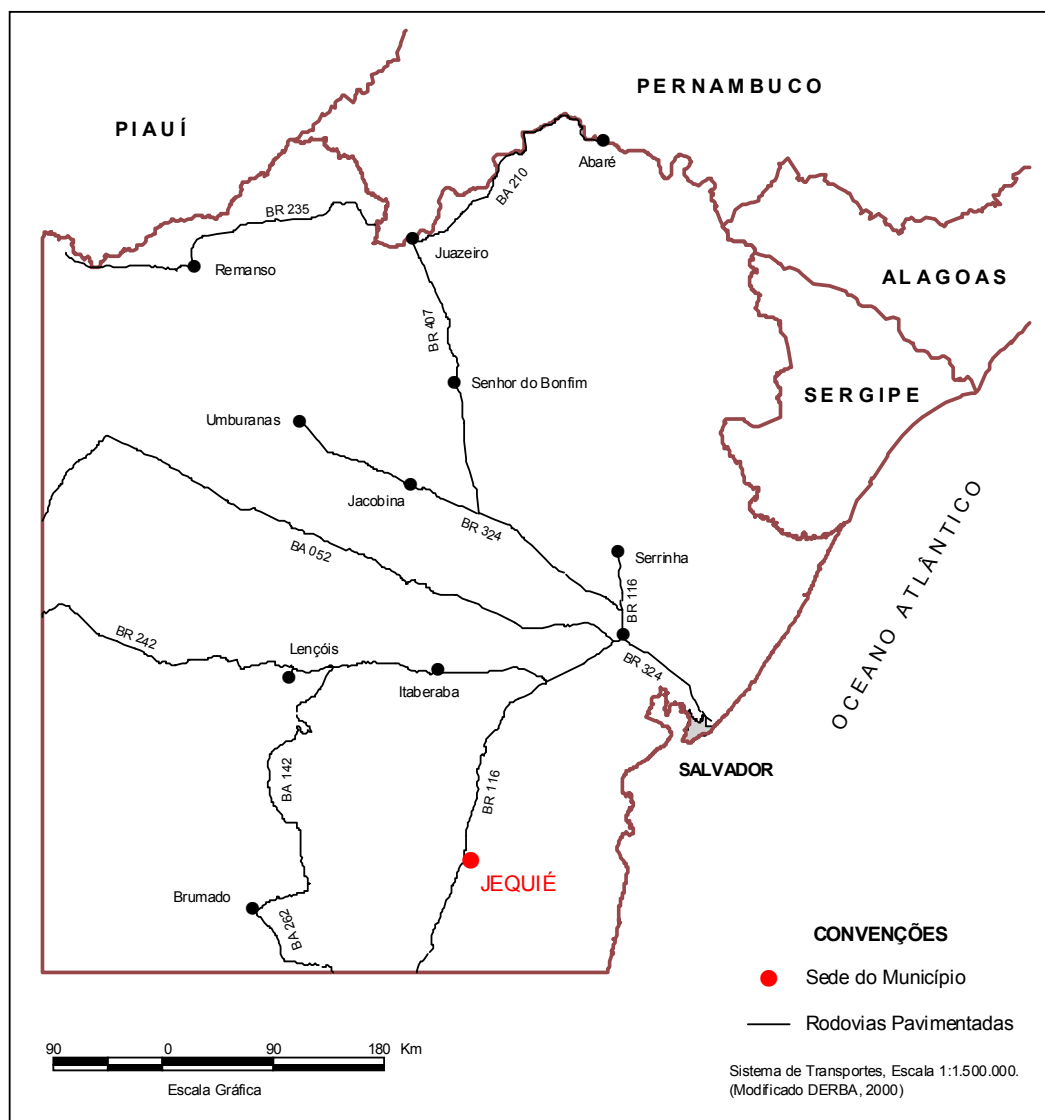 PERNAMBUCO
PIAUÍ
Abaré
BA 210
BR 235
Juazeiro
Remanso
ALAGOAS
BR 407
Senhor do Bonfim
SERGIPE
Umburanas
Jacobina
BR 324
OCEANO ATLÂNTICO
BA 052
Serrinha
BR 116
BR 242
Lençóis
Itaberaba
BR 324
SALVADOR
BA 142
BR 116
JEQUIÉ
Brumado
BA 262
CONVENÇÕES
Sede do Município
Rodovias Pavimentadas
90 0 90 180 Km
Escala Gráfica
Sistema de Transportes, Escala 1:1.500.000.
(Modificado DERBA, 2000)